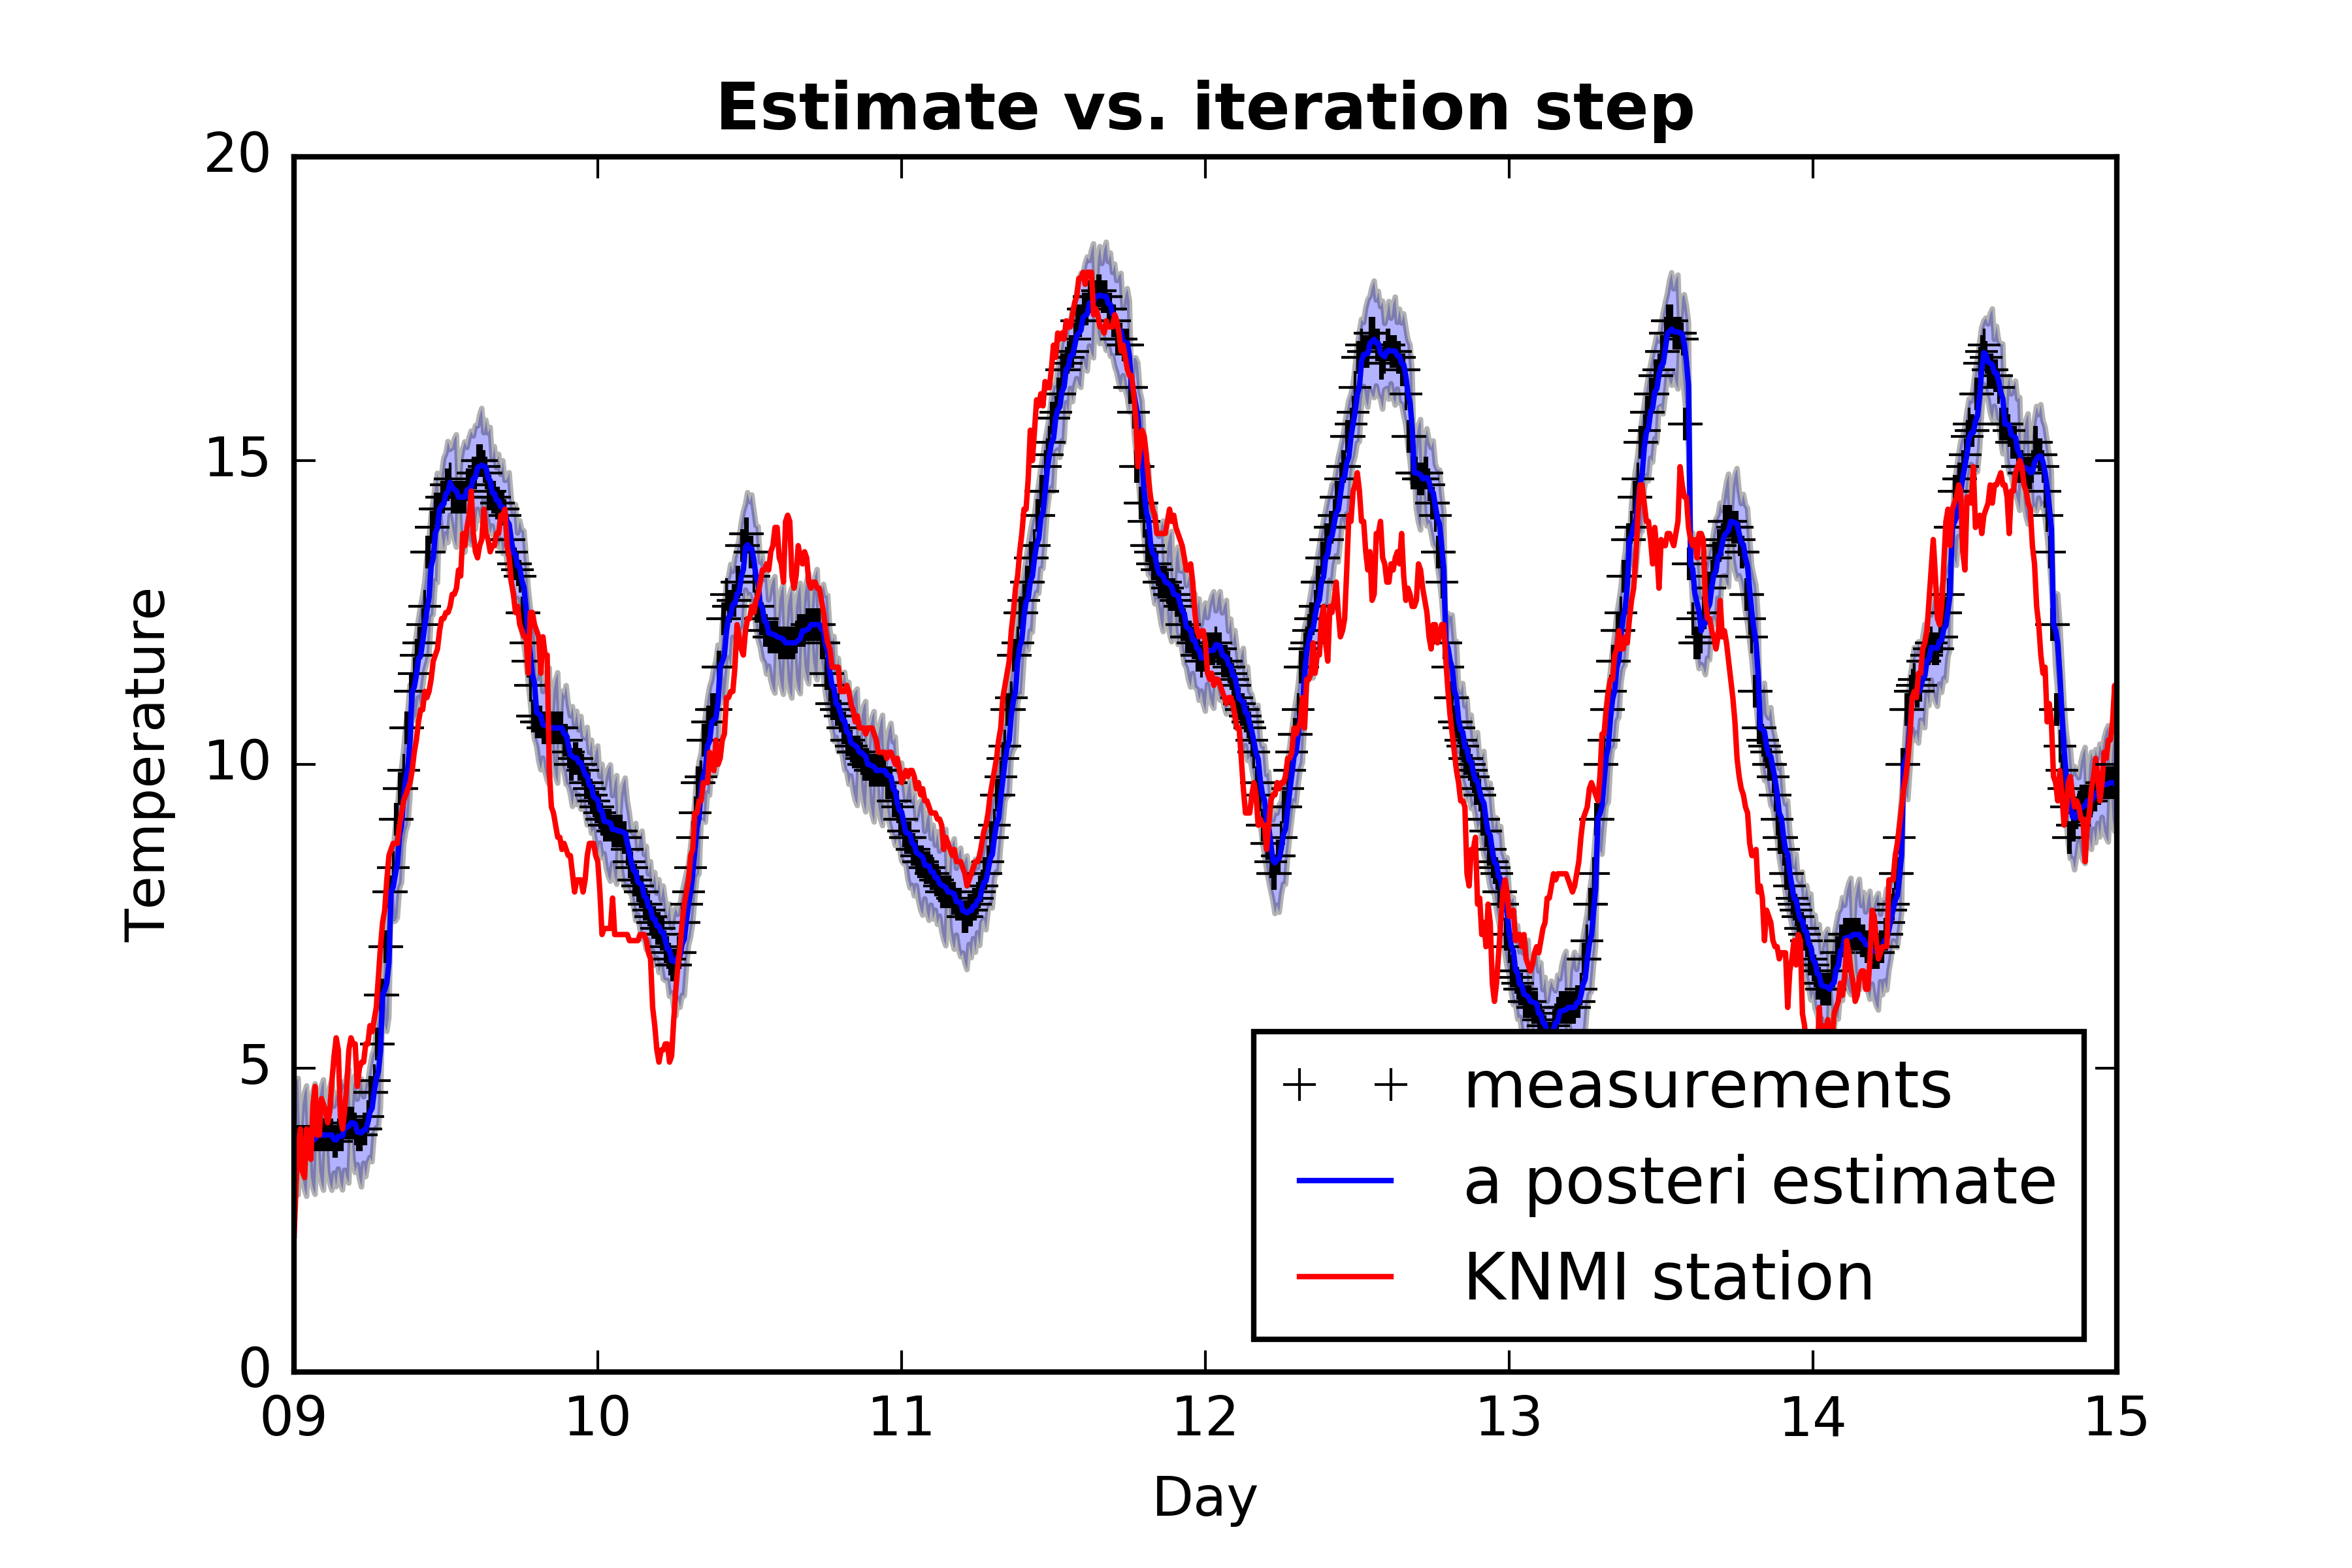 Estimate vs. iteration step
20
15
10
5
0
Temperature
09 10 11 12 13 14 15
Day
measurements
a posteri estimate
KNMI station